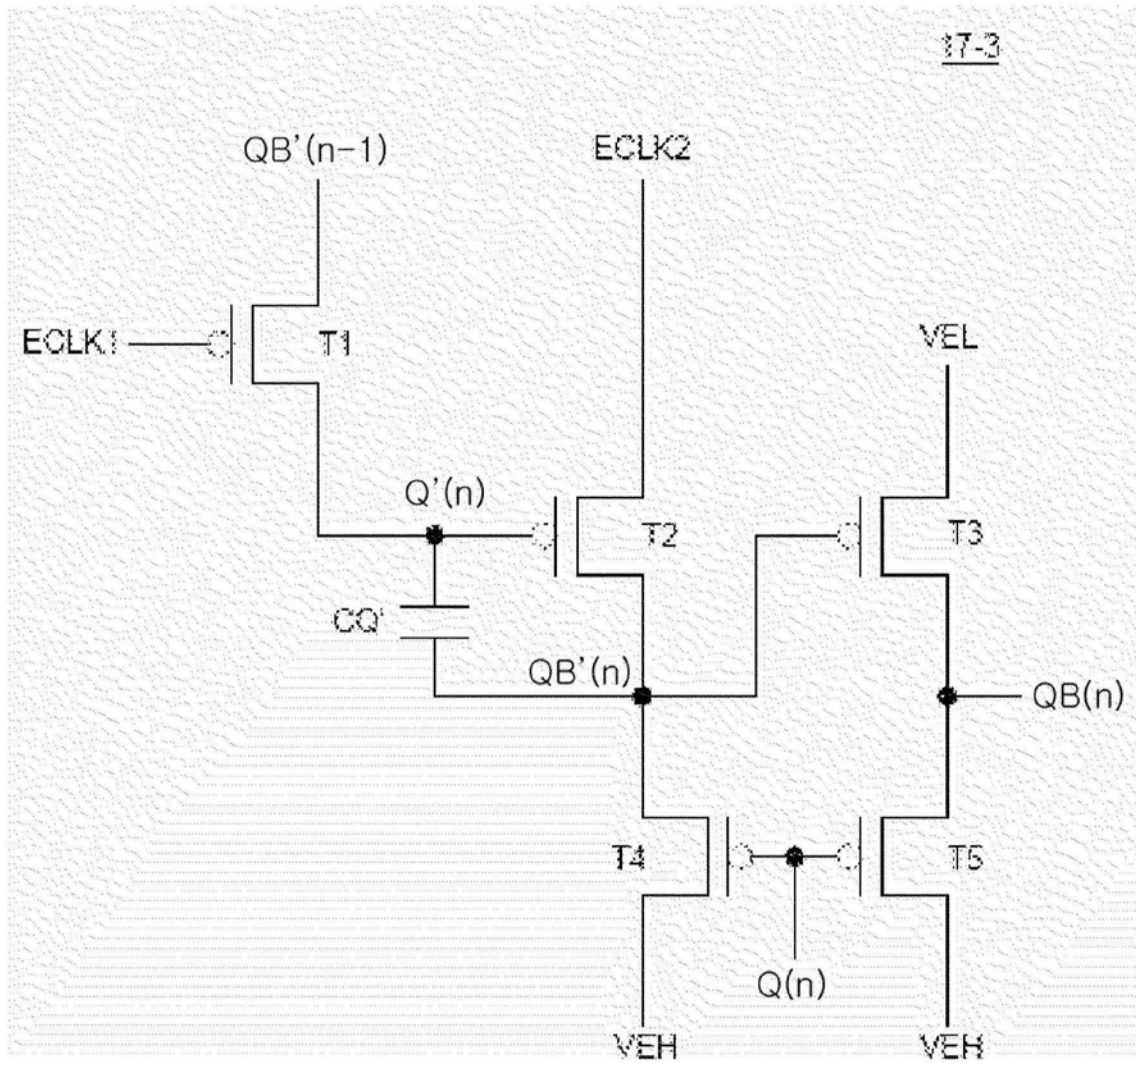 17-3
QB'(n-1)
ECLK2
ECLK1
T1
VEL
Q'(n)
T2
T3
CQ'
QB'(n)
QB(n)
T4
T5
Q(n)
VEH
VEH